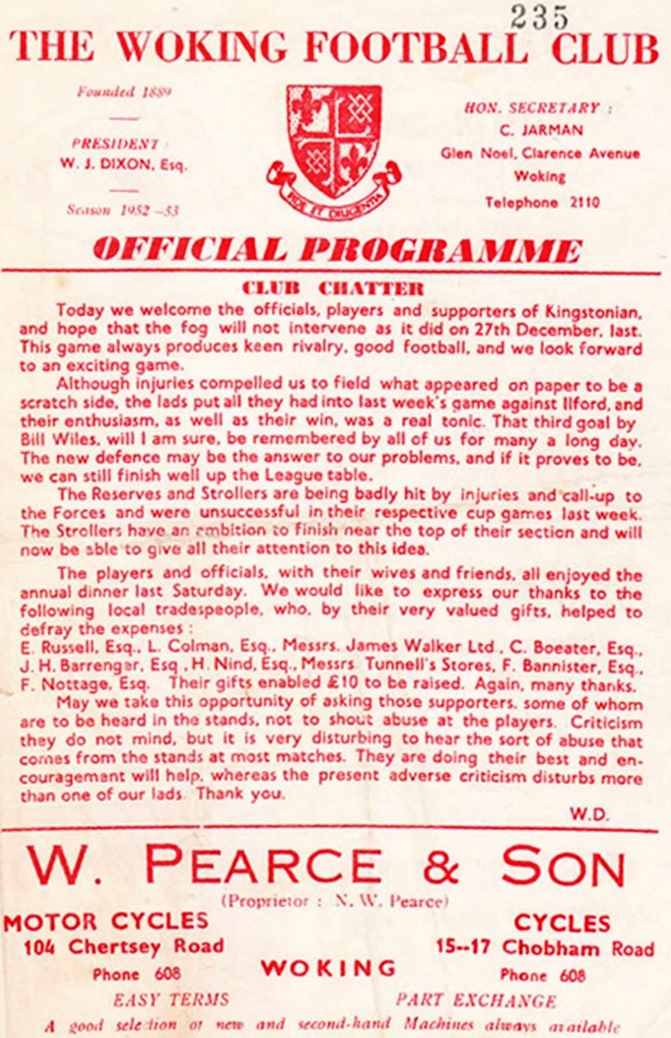 235
THE WOKING FOOTBALL CLUB
Founded 1889
PRESIDENT:
W. J. DIXON, Esq.
Season 1952-53
FIDE ET DILIGENTIA
HON. SECRETARY :
C. JARMAN
Glen Noel, Clarence Avenue
Woking
Telephone 2110
OFFICIAL PROGRAMME
CLUB CHATTER
Today we welcome the officials, players and supporters of Kingstonian,
and hope that the fog will not intervene as it did on 27th December, last.
This game always produces keen rivalry, good football, and we look forward
to an exciting game.
Although injuries compelled us to field what appeared on paper to be a
scratch side, the lads put all they had into last week's game against Ilford, and
their enthusiasm, as well as their win, was a real tonic. That third goal by
Bill Wiles, will I am sure, be remembered by all of us for many a long day.
The new defence may be the answer to our problems, and if it proves to be,
we can still finish well up the League table.
The Reserves and Strollers are being badly hit by injuries and call-up to
the Forces and were unsuccessful in their respective cup games last week.
The Strollers have an ambition to finish near the top of their section and will
now be able to give all their attention to this idea.
The players and officials, with their wives and friends, all enjoyed the
annual dinner last Saturday. We would like to express our thanks to the
following local tradespeople, who, by their very valued gifts, helped to
defray the expenses :
E. Russell, Esq., L. Colman, Esq., Messrs. James Walker Ltd., C. Boeater, Esq.,
J. H. Barrenger, Esq., H. Nind, Esq., Messrs. Tunnell's Stores, F. Bannister, Esq.,
F. Nottage, Esq. Their gifts enabled £10 to be raised. Again, many thanks.
May we take this opportunity of asking those supporters, some of whom
are to be heard in the stands, not to shout abuse at the players. Criticism
they do not mind, but it is very disturbing to hear the sort of abuse that
comes from the stands at most matches. They are doing their best and en-
couragement will help, whereas the present adverse criticism disturbs more
than one of our lads. Thank you.
W.D.
W. PEARCE & SON
(Proprietor : N. W. Pearce)
MOTOR CYCLES
104 Chertsey Road
Phone 608
WOKING
CYCLES
15--17 Chobham Road
Phone 608
EASY TERMS
PART EXCHANGE
A good selection of new and second-hand Machines always available